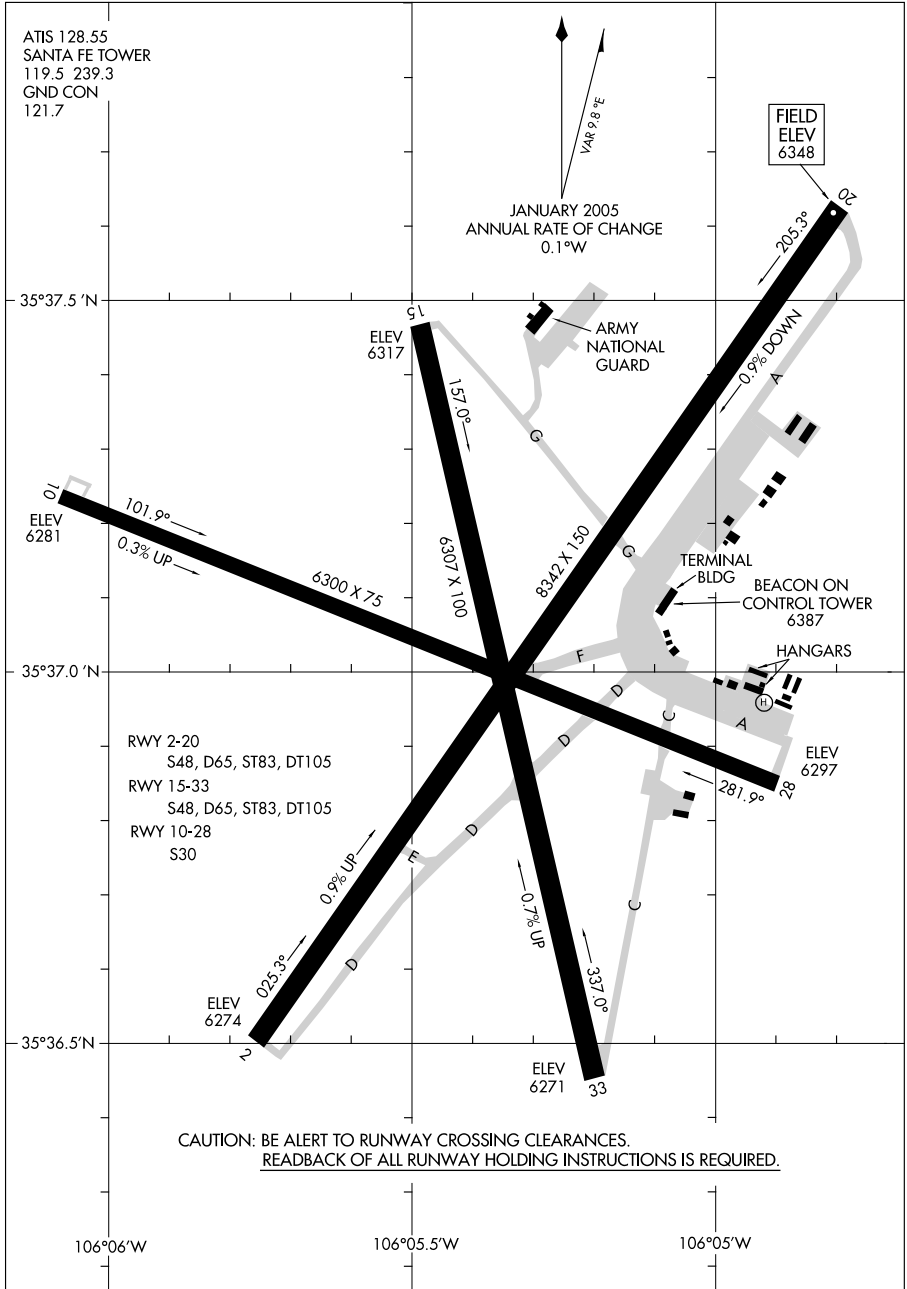 ATIS 128.55
SANTA FE TOWER
119.5 239.3
GND CON
121.7
VAR 9.8 °E
JANUARY 2005
ANNUAL RATE OF CHANGE
0.1°W
FIELD
ELEV
6348
20
205.3°
0.9% DOWN
A
35°37.5 'N
15
ELEV
6317
157.0°
ARMY
NATIONAL
GUARD
G
G
10
ELEV
6281
101.9°
0.3% UP
6300 X 75
6307 X 100
8342 X 150
TERMINAL
BLDG
BEACON ON
CONTROL TOWER
6387
HANGARS
H
35°37.0 'N
F
D
D
C
A
ELEV
6297
28
281.9°
RWY 2-20
S48, D65, ST83, DT105
RWY 15-33
S48, D65, ST83, DT105
RWY 10-28
S30
D
E
0.9% UP
0.7% UP
C
025.3°
D
337.0°
ELEV
6274
2
35°36.5'N
ELEV
6271
33
CAUTION: BE ALERT TO RUNWAY CROSSING CLEARANCES.
READBACK OF ALL RUNWAY HOLDING INSTRUCTIONS IS REQUIRED.
106°06'W
106°05.5'W
106°05'W